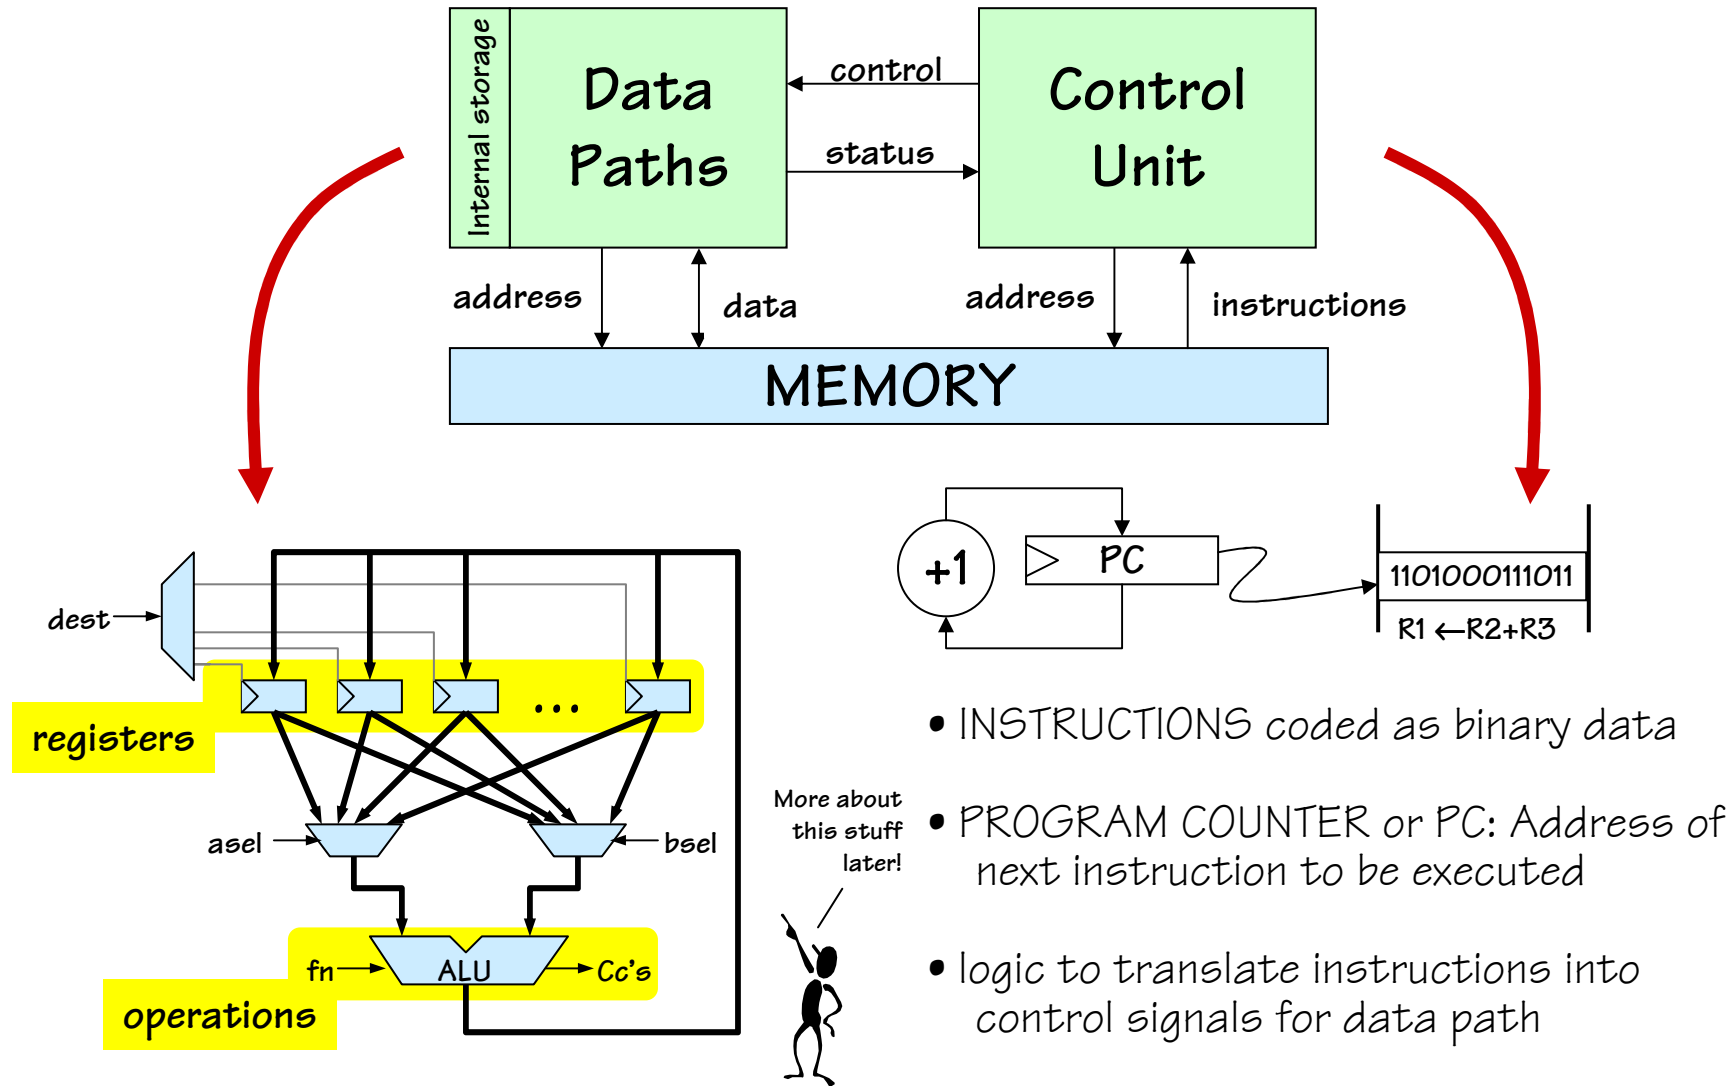 Internal storage
Data
Paths
control
status
Control
Unit
address
data
address
instructions
MEMORY
dest
registers
...
asel
bsel
fn
ALU
Cc's
operations
+1
PC
1101000111011
R1 ←R2+R3
• INSTRUCTIONS coded as binary data
• PROGRAM COUNTER or PC: Address of
next instruction to be executed
• logic to translate instructions into
control signals for data path
More about
this stuff
later!